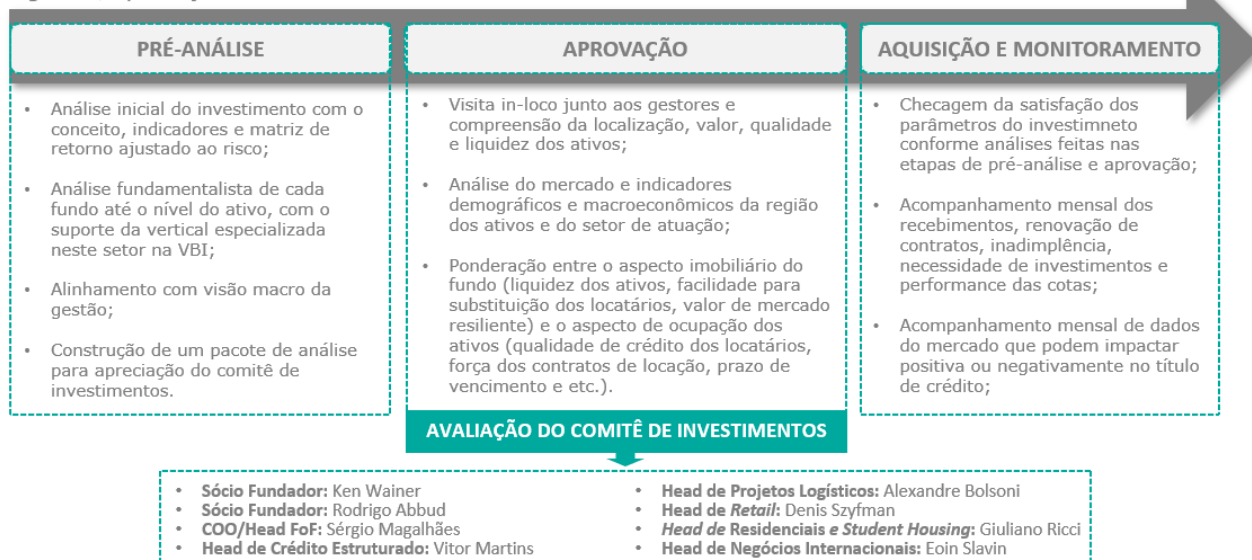 PRÉ-ANÁLISE
• Análise inicial do investimento com o
conceito, indicadores e matriz de
retorno ajustado ao risco;
• Análise fundamentalista de cada
fundo até o nível do ativo, com o
suporte da vertical especializada
neste setor na VBI;
• Alinhamento com visão macro da
gestão;
• Construção de um pacote de análise
para apreciação do comitê de
investimentos.
APROVAÇÃO
• Visita in-loco junto aos gestores e
compreensão da localização, valor, qualidade
e liquidez dos ativos;
• Análise do mercado e indicadores
demográficos e macroeconômicos da região
dos ativos e do setor de atuação;
• Ponderação entre o aspecto imobiliário do
fundo (liquidez dos ativos, facilidade para
substituição dos locatários, valor de mercado
resiliente) e o aspecto de ocupação dos
ativos (qualidade de crédito dos locatários,
força dos contratos de locação, prazo de
vencimento e etc.).
AQUISIÇÃO E MONITORAMENTO
• Checagem da satisfação dos
parâmetros do investimneto
conforme análises feitas nas
etapas de pré-análise e aprovação;
• Acompanhamento mensal dos
recebimentos, renovação de
contratos, inadimplência,
necessidade de investimentos e
performance das cotas;
• Acompanhamento mensal de dados
do mercado que podem impactar
positiva ou negativamente no título
de crédito;
AVALIAÇÃO DO COMITÊ DE INVESTIMENTOS
• Sócio Fundador: Ken Wainer
• Sócio Fundador: Rodrigo Abbud
• COO/Head FoF: Sérgio Magalhães
• Head de Crédito Estruturado: Vitor Martins
• Head de Projetos Logísticos: Alexandre Bolsoni
• Head de Retail: Denis Szyfman
• Head de Residenciais e Student Housing: Giuliano Ricci
• Head de Negócios Internacionais: Eoin Slavin